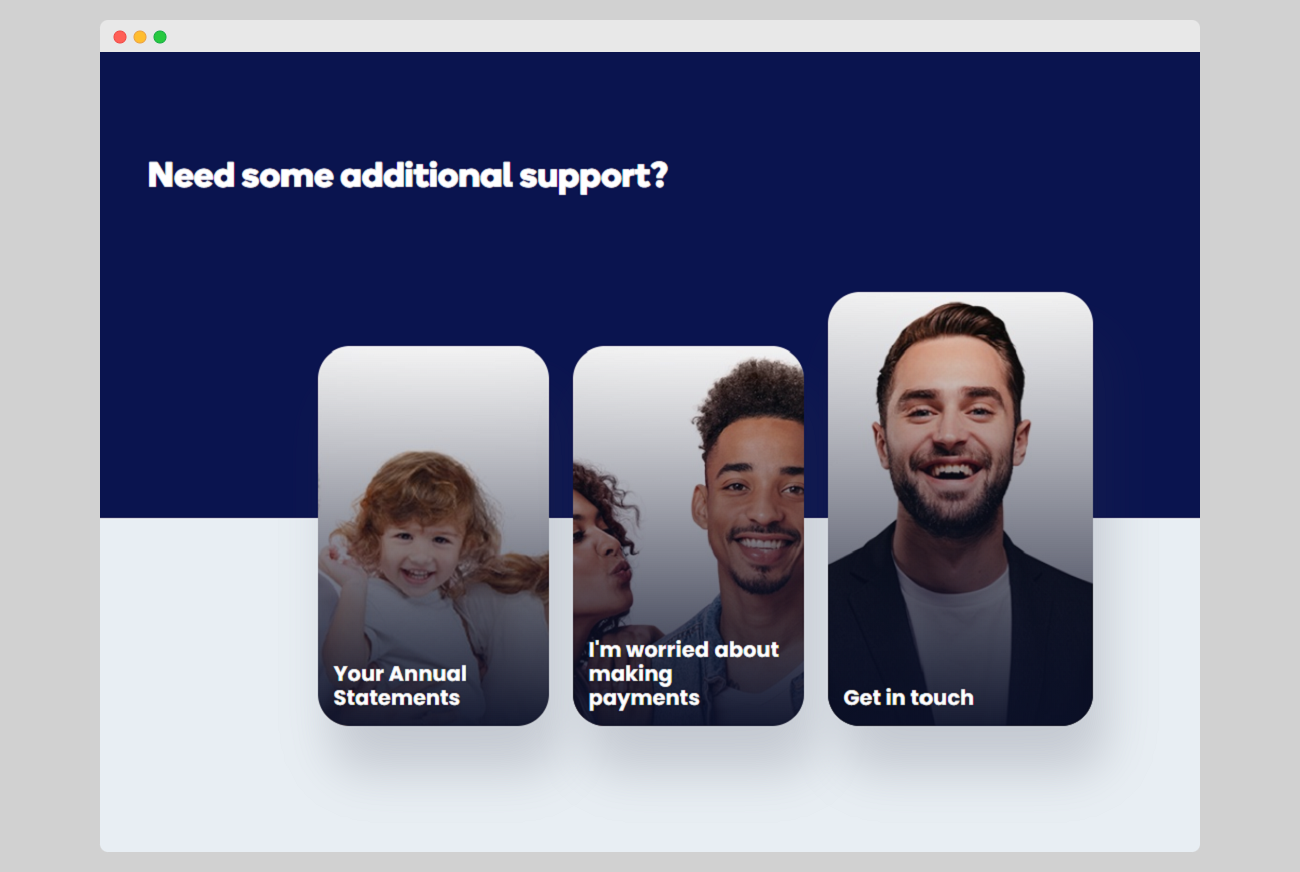 Need some additional support?
Your Annual
Statements
I'm worried about
making
payments
Get in touch